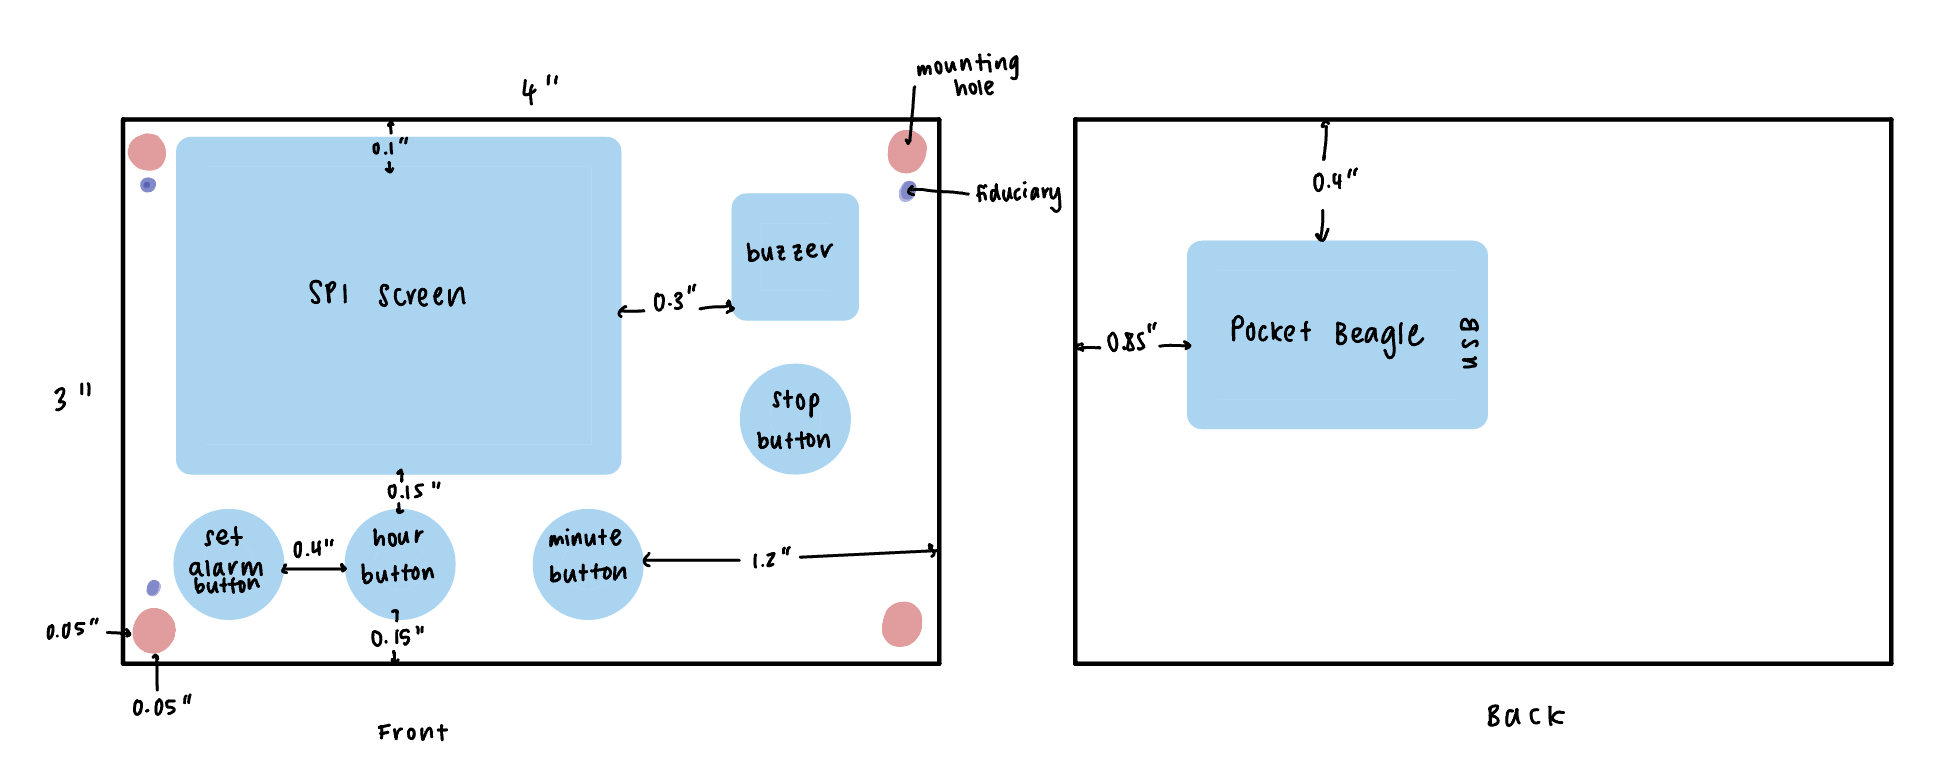 4"
mounting
hole
0.1"
fiduciary
buzzer
SPI screen
0.3"
3"
stop
button
0.15"
set
alarm
button
0.4"
hour
button
minute
button
1.2"
0.05"
0.15"
0.05"
Front
0.4"
0.85"
Pocket Beagle
USB
Back